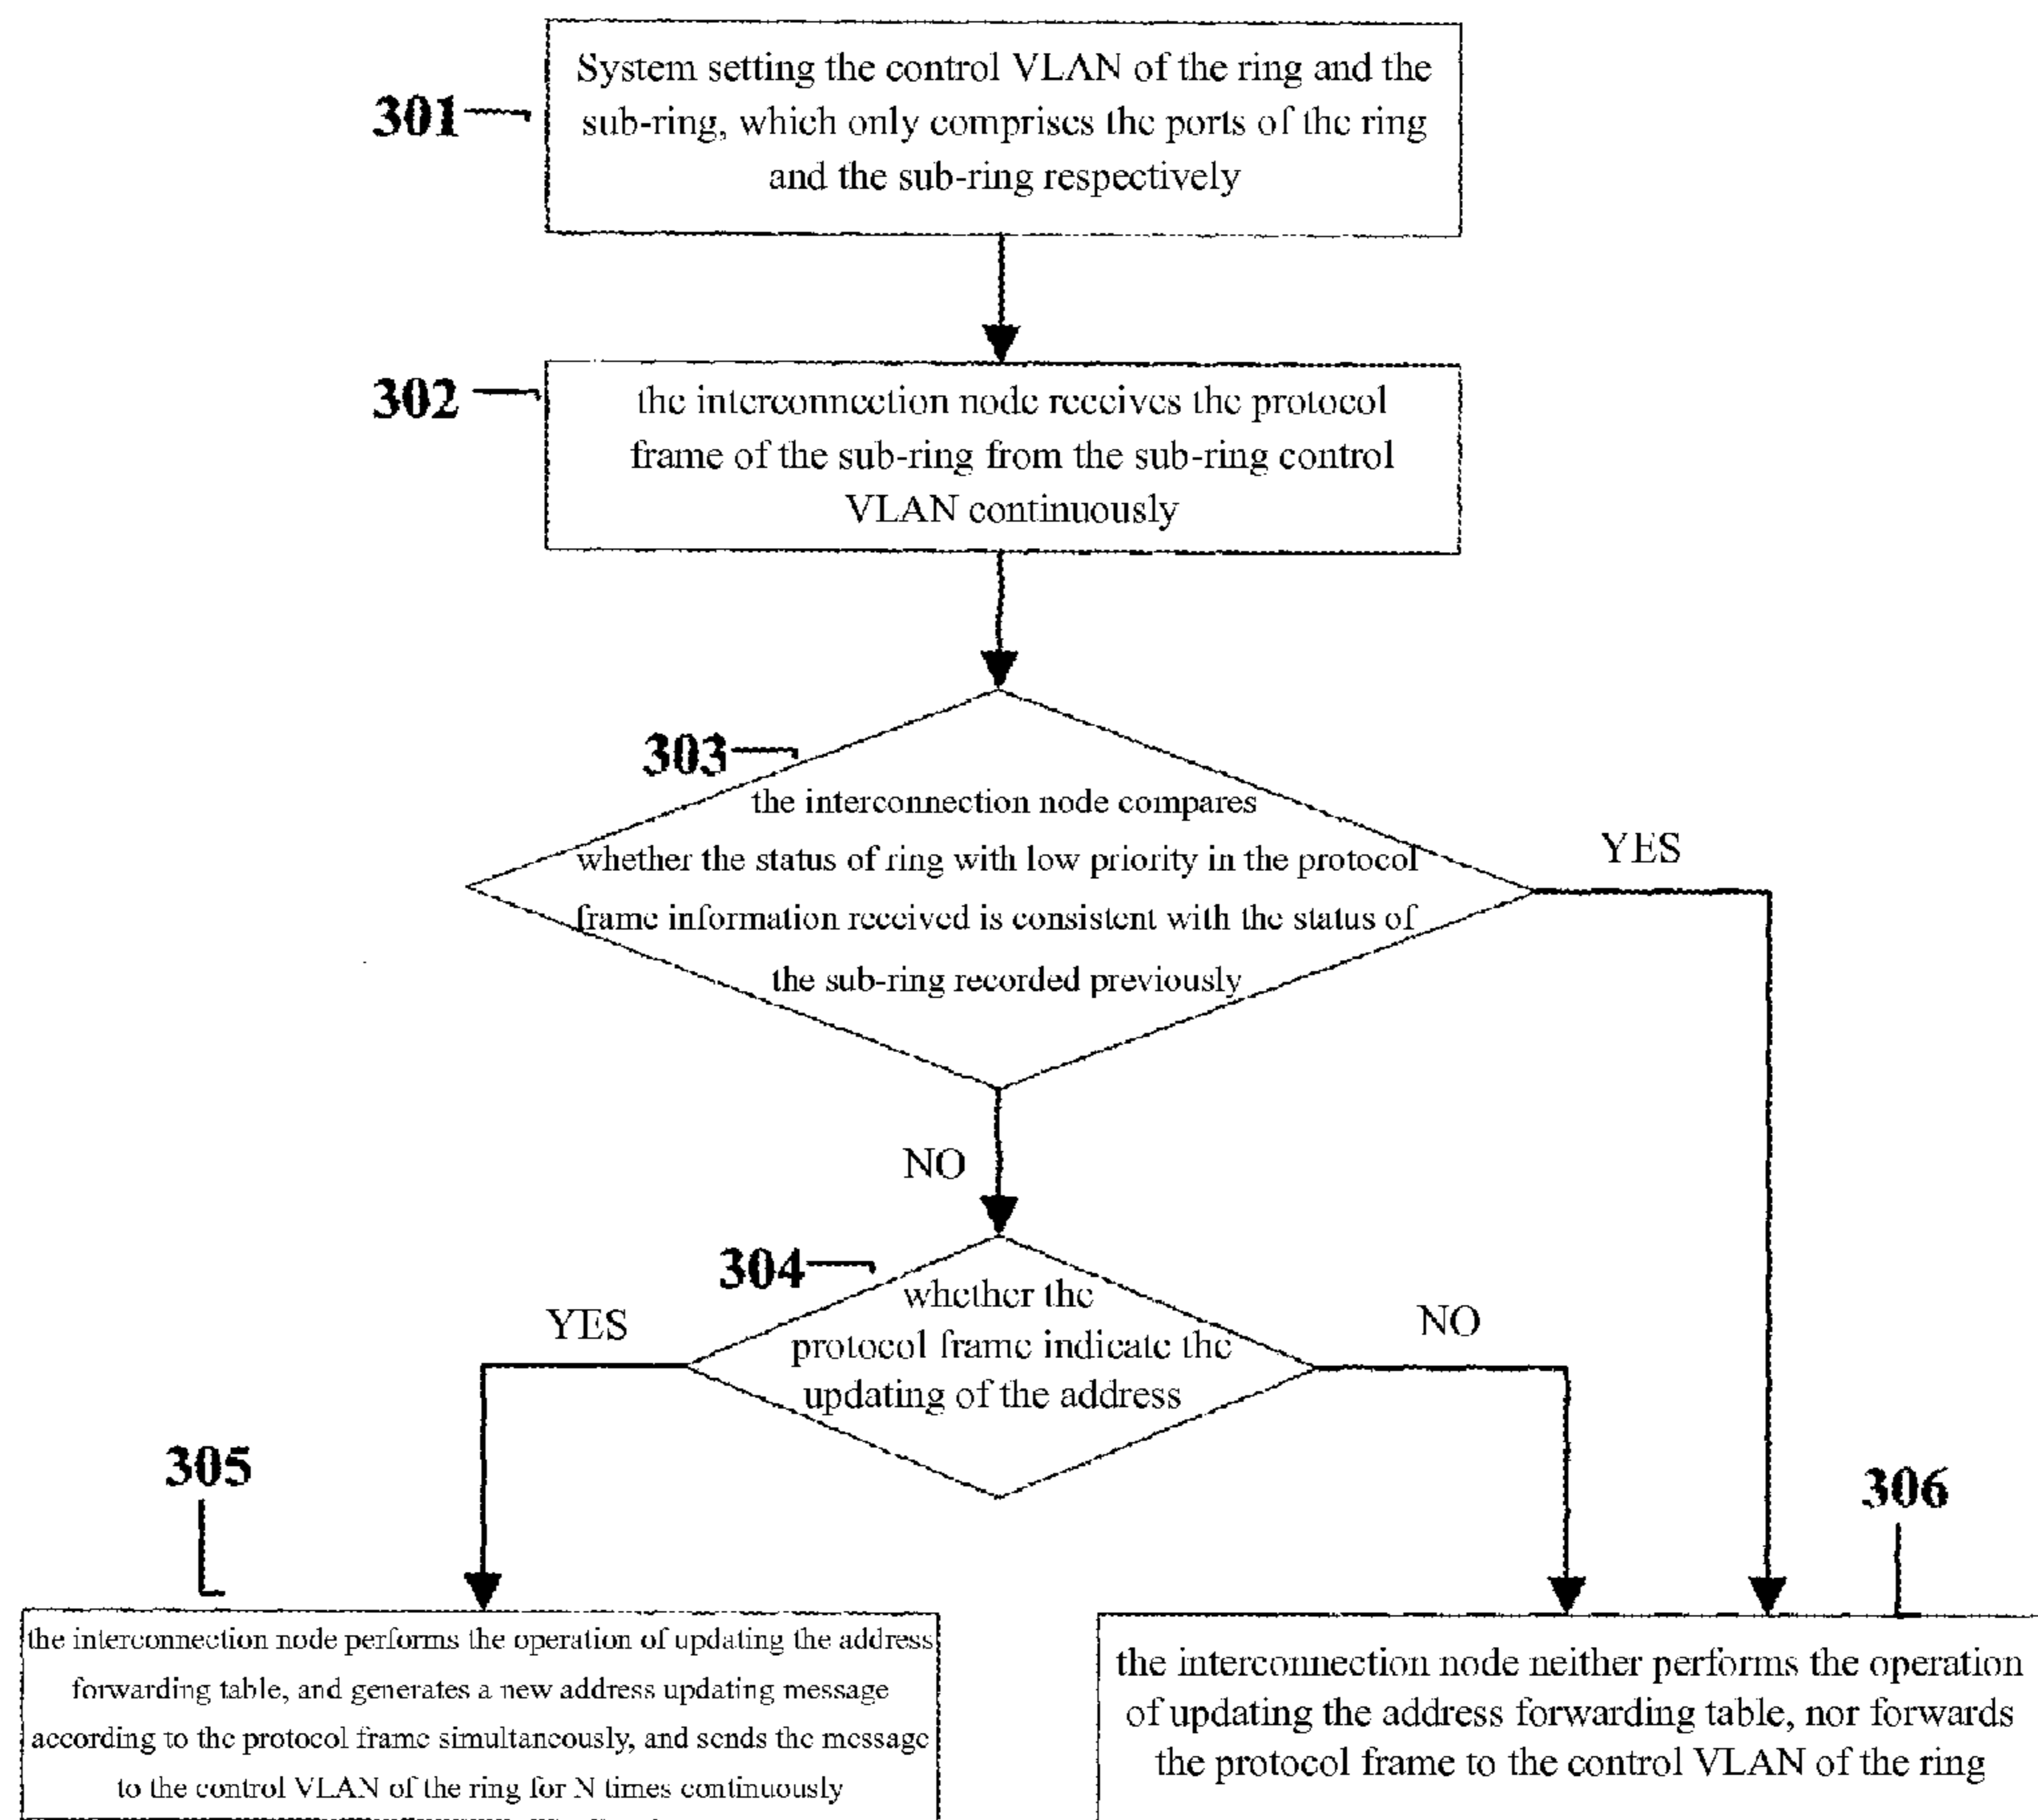 System setting the control VLAN of the ring and the
sub-ring, which only comprises the ports of the ring
and the sub-ring respectively
301
302
the interconnection node receives the protocol
frame of the sub-ring from the sub-ring control
VLAN continuously
303
the interconnection node compares
whether the status of ring with low priority in the protocol
frame information received is consistent with the status of
the sub-ring recorded previously
YES
NO
304
whether the
protocol frame indicate the
updating of the address
YES
NO
305
306
the interconnection node performs the operation of updating the address
forwarding table, and generates a new address updating message
according to the protocol frame simultaneously, and sends the message
to the control VLAN of the ring for N times continuously
the interconnection node neither performs the operation
of updating the address forwarding table, nor forwards
the protocol frame to the control VLAN of the ring